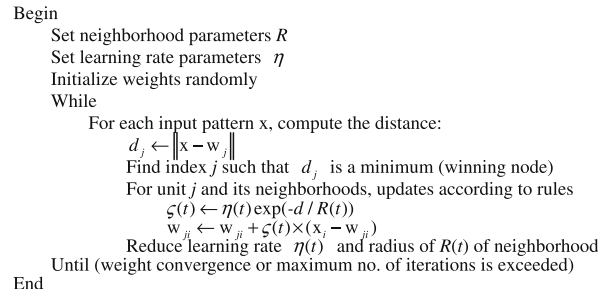 Begin
Set neighborhood parameters R
Set learning rate parameters η
Initialize weights randomly
While
For each input pattern x, compute the distance:
d_j ← ‖x − w_j‖
Find index j such that d_j is a minimum (winning node)
For unit j and its neighborhoods, updates according to rules
ς(t) ← η(t) exp(-d / R(t))
w_ji ← w_ji + ς(t)×(x_i − w_ji)
Reduce learning rate η(t) and radius of R(t) of neighborhood
Until (weight convergence or maximum no. of iterations is exceeded)
End